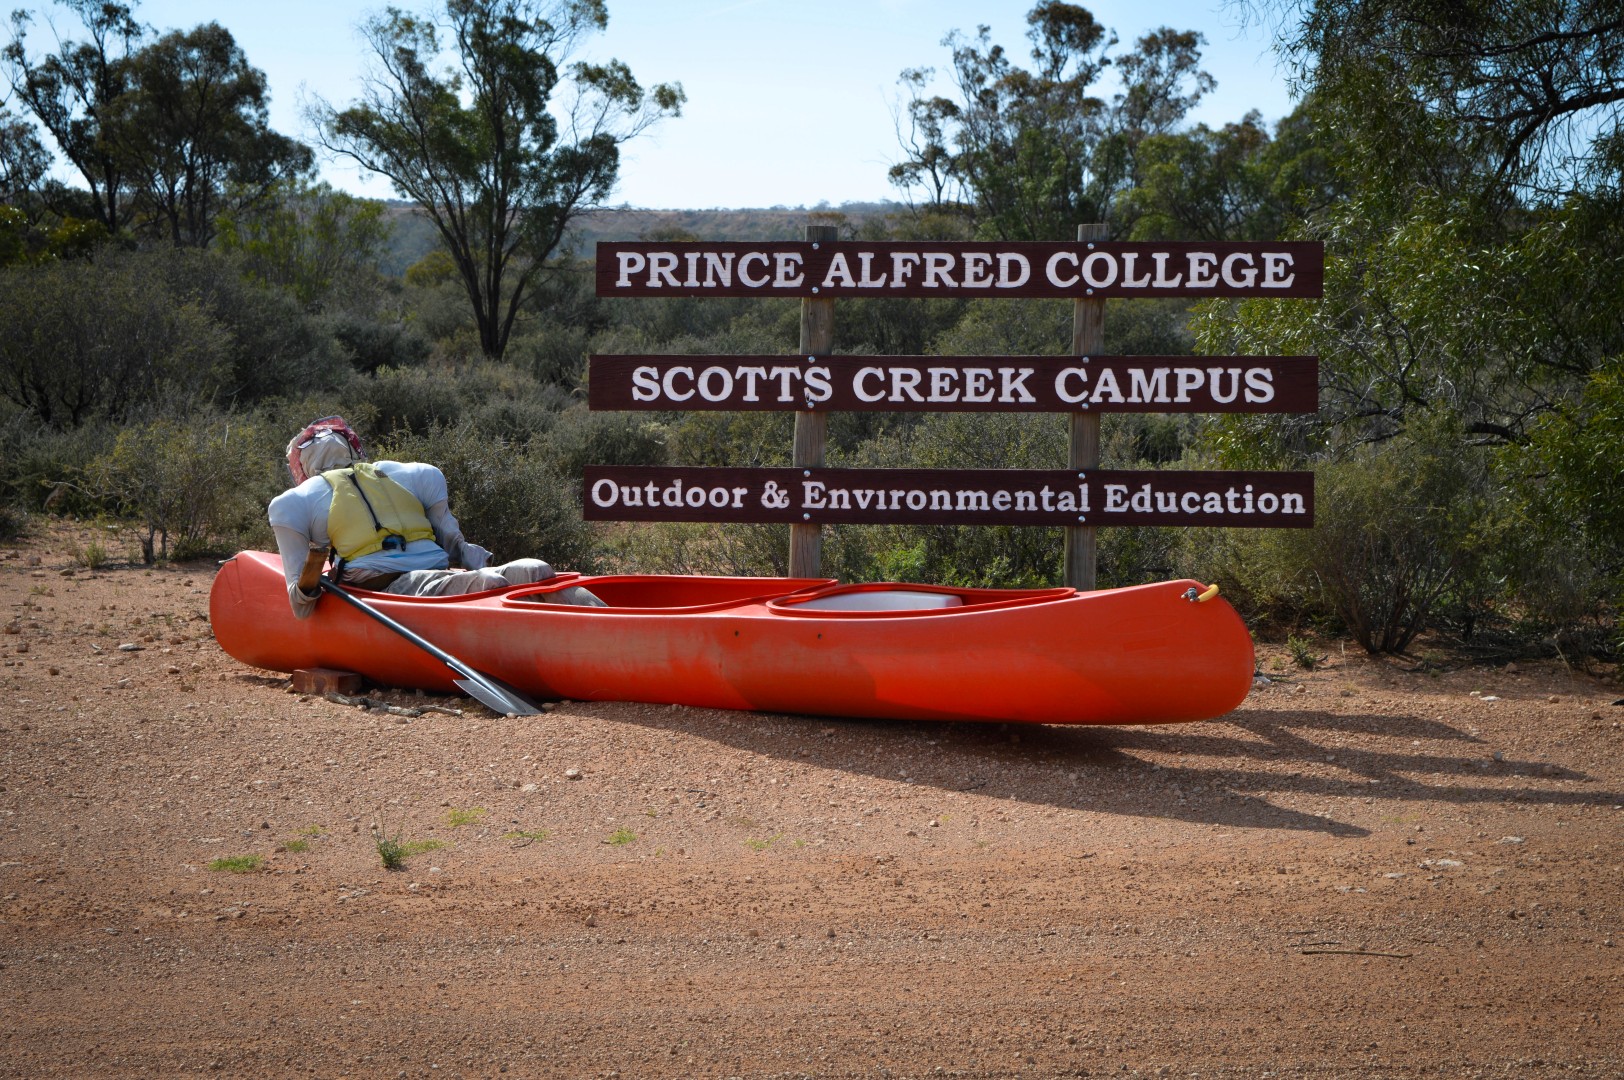 PRINCE ALFRED COLLEGE
SCOTTS CREEK CAMPUS
Outdoor & Environmental Education